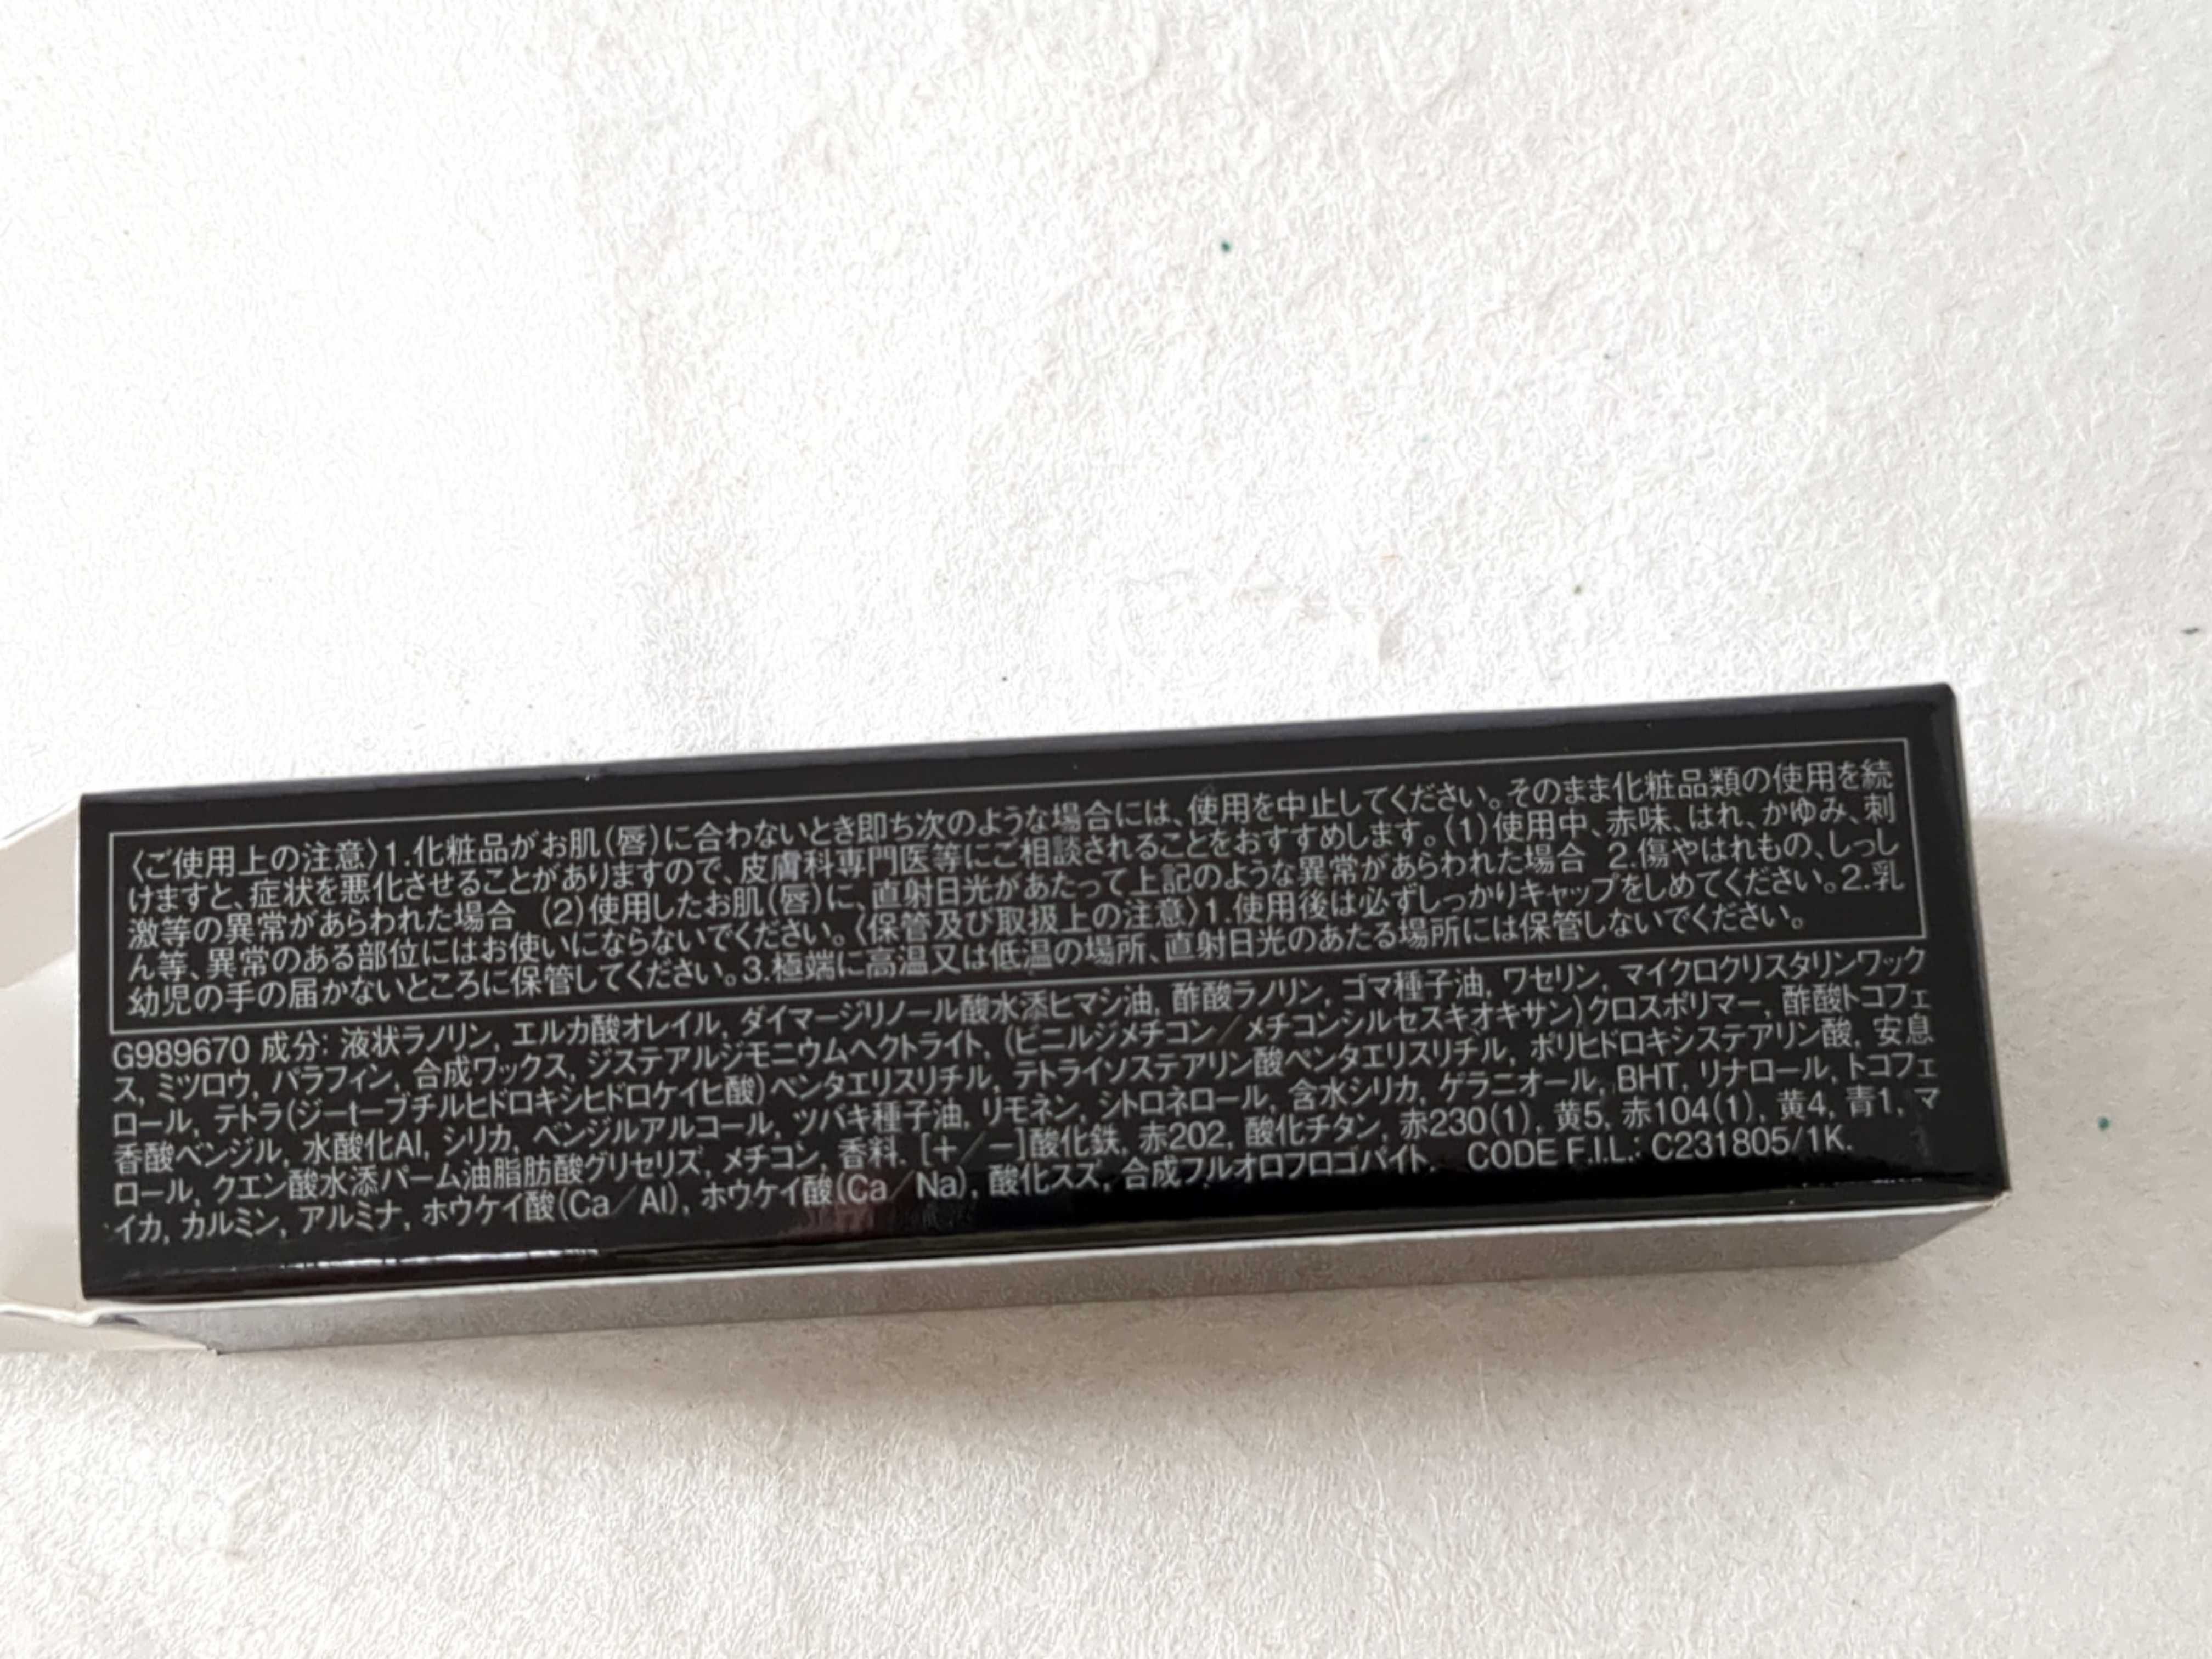 〈ご使用上の注意〉1.化粧品がお肌(唇)に合わないとき即ち次のような場合には、使用を中止してください。そのまま化粧品類の使用を続
けますと、症状を悪化させることがありますので、皮膚科専門医等にご相談されることをおすすめします。(1)使用中、赤味、はれ、かゆみ、刺
激等の異常があらわれた場合 (2)使用したお肌(唇)に、直射日光があたって上記のような異常があらわれた場合 2.傷やはれもの、しっし
ん等、異常のある部位にはお使いにならないでください。〈保管及び取扱上の注意〉1.使用後は必ずしっかりキャップをしめてください。2.乳
幼児の手の届かないところに保管してください。3.極端に高温又は低温の場所、直射日光のあたる場所には保管しないでください。
G989670 成分: 液状ラノリン, エルカ酸オレイル, ダイマージリノール酸水添ヒマシ油, 酢酸ラノリン, ゴマ種子油, ワセリン, マイクロクリスタリンワック
ス, ミツロウ, パラフィン, 合成ワックス, ジステアルジモニウムヘクトライト, (ビニルジメチコン/メチコンシルセスキオキサン)クロスポリマー, 酢酸トコフェ
ロール, テトラ(ジーtーブチルヒドロキシヒドロケイヒ酸)ペンタエリスリチル, テトライソステアリン酸ペンタエリスリチル, ポリヒドロキシステアリン酸, 安息
香酸ベンジル, 水酸化Al, シリカ, ベンジルアルコール, ツバキ種子油, リモネン, シトロネロール, 含水シリカ, ゲラニオール, BHT, リナロール, トコフェ
ロール, クエン酸水添パーム油脂肪酸グリセリズ, メチコン, 香料. [+/-]酸化鉄, 赤202, 酸化チタン, 赤230(1), 黄5, 赤104(1), 黄4, 青1, マ
イカ, カルミン, アルミナ, ホウケイ酸(Ca/Al), ホウケイ酸(Ca/Na), 酸化スズ, 合成フルオロフロゴパイト. CODE F.I.L.: C231805/1K.